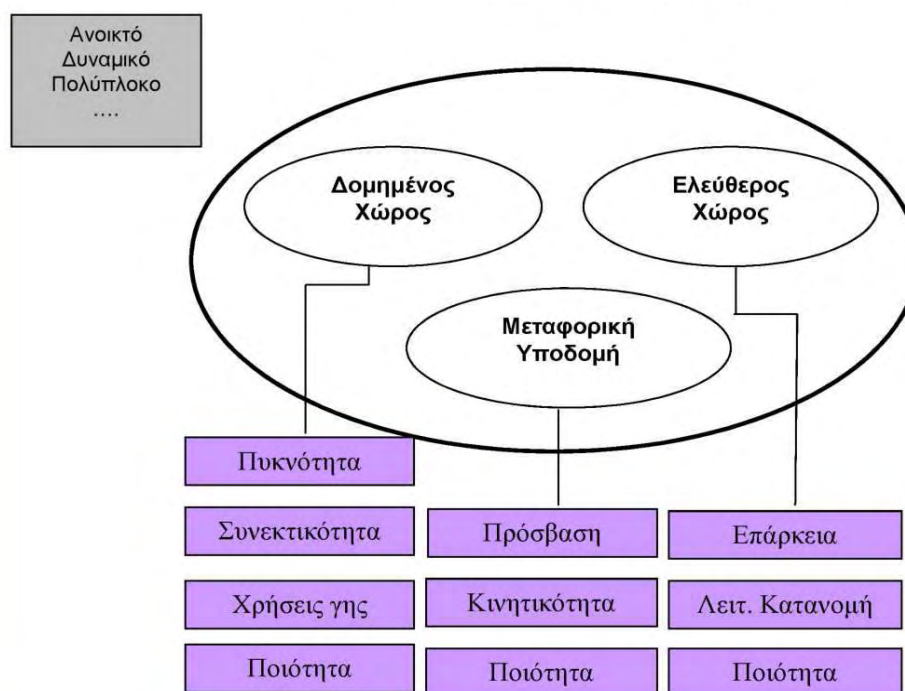 Ανοικτό
Δυναμικό
Πολύπλοκο
....
Δομημένος
Χώρος
Ελεύθερος
Χώρος
Μεταφορική
Υποδομή
Πυκνότητα
Συνεκτικότητα
Πρόσβαση
Επάρκεια
Χρήσεις γης
Κινητικότητα
Λειτ. Κατανομή
Ποιότητα
Ποιότητα
Ποιότητα